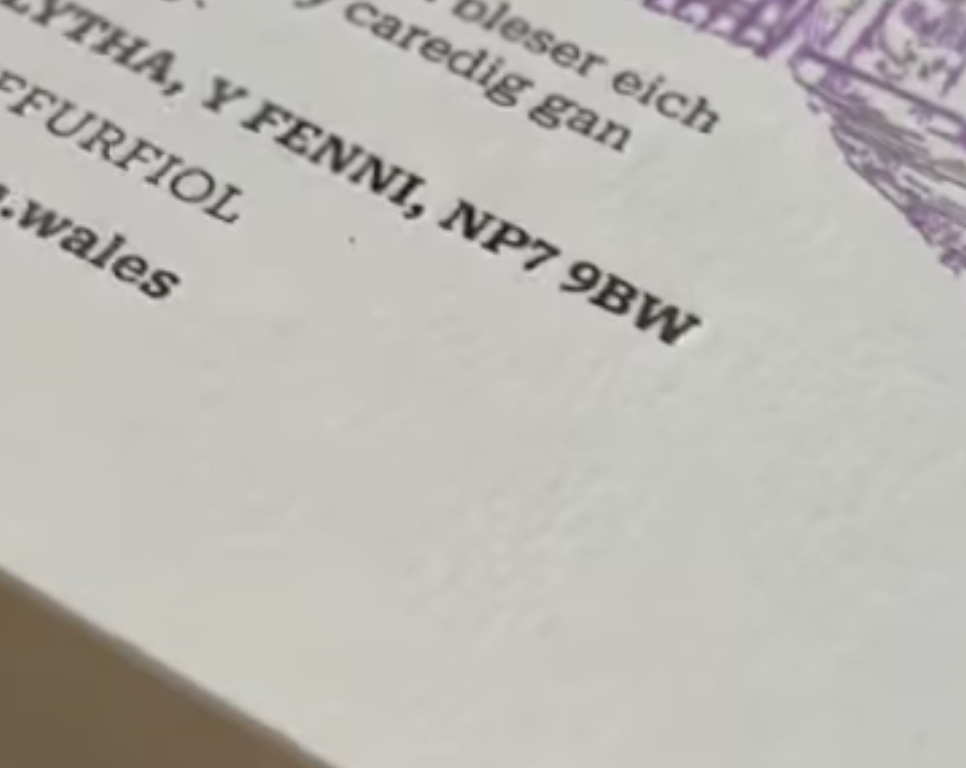 bleser eich
y caredig gan
LYTHA, Y FENNI, NP7 9BW
FFURFIOL
.wales